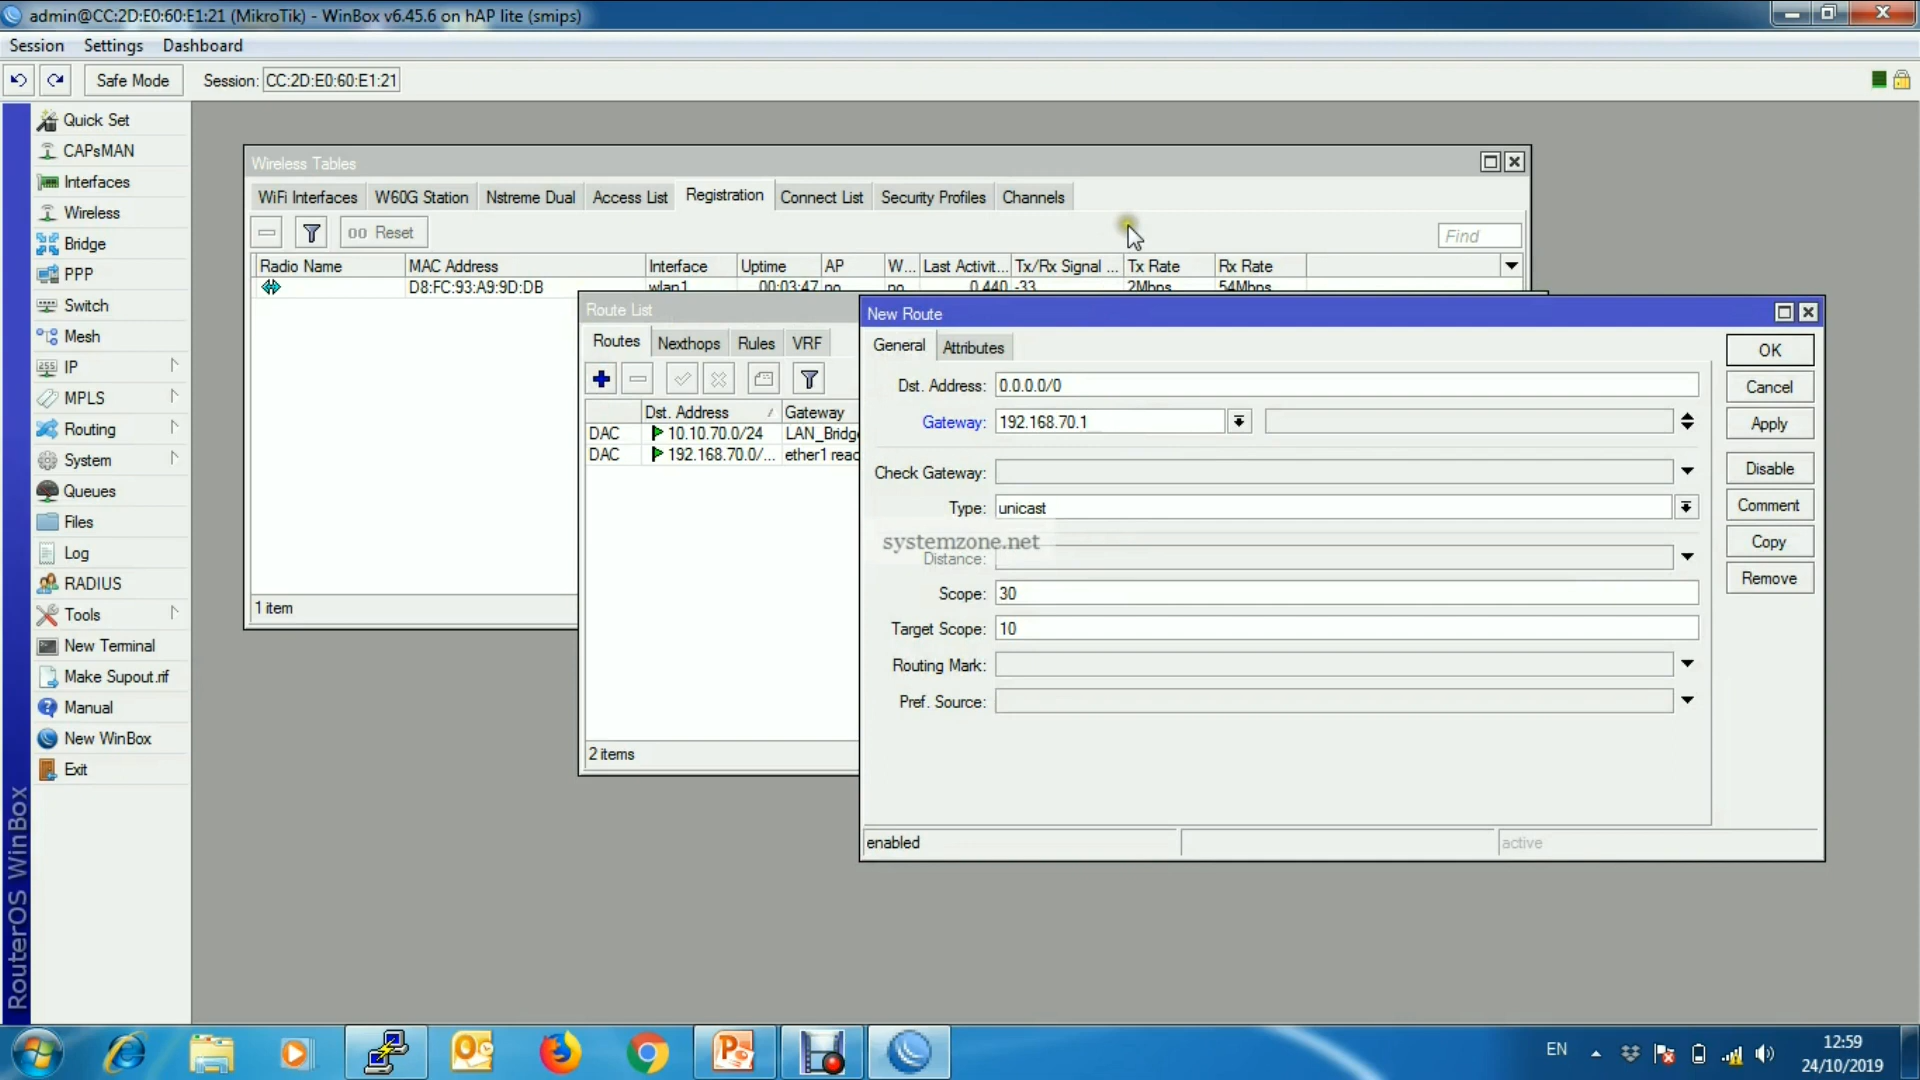 admin@CC:2D:E0:60:E1:21 (MikroTik) - WinBox v6.45.6 on hAP lite (smips)
Session Settings Dashboard
Safe Mode Session: CC:2D:E0:60:E1:21
Quick Set
CAPsMAN
Interfaces
Wireless
Bridge
PPP
Switch
Mesh
IP
MPLS
Routing
System
Queues
Files
Log
RADIUS
Tools
New Terminal
Make Supout.rif
Manual
New WinBox
Exit
RouterOS WinBox
Wireless Tables
WiFi Interfaces W60G Station Nstreme Dual Access List Registration Connect List Security Profiles Channels
00 Reset Find
Radio Name MAC Address Interface Uptime AP W... Last Activit... Tx/Rx Signal ... Tx Rate Rx Rate
D8:FC:93:A9:9D:DB wlan1 00:03:47 no no 0.440 -33 2Mbps 54Mbps
1 item
Route List
Routes Nexthops Rules VRF
Dst. Address Gateway
DAC 10.10.70.0/24 LAN_Bridg
DAC 192.168.70.0/... ether1 reac
2 items
New Route
General Attributes
Dst. Address: 0.0.0.0/0
Gateway: 192.168.70.1
Check Gateway:
Type: unicast
systemzone.net
Distance:
Scope: 30
Target Scope: 10
Routing Mark:
Pref. Source:
OK
Cancel
Apply
Disable
Comment
Copy
Remove
enabled active
EN
12:59
24/10/2019